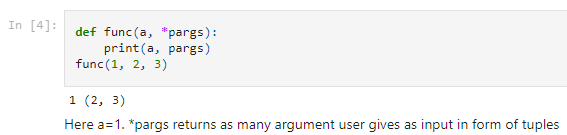 In [4]:
def func(a, *pargs):
    print(a, pargs)
func(1, 2, 3)
1 (2, 3)
Here a=1. *pargs returns as many argument user gives as input in form of tuples